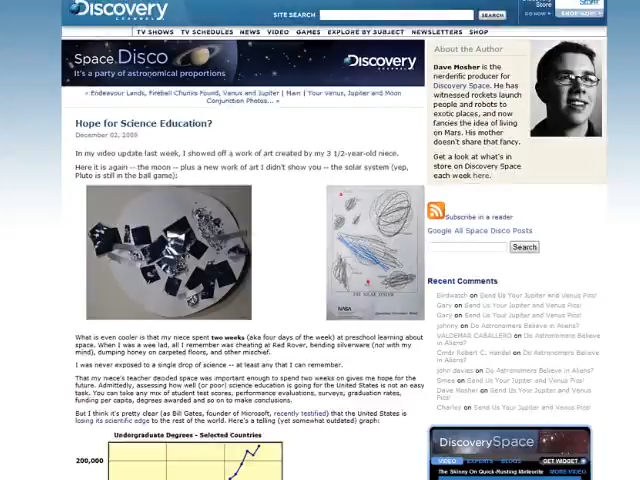 Discovery
CHANNEL
SITE SEARCH
SEARCH
Discovery
Store
GO NOW
SHOP NOW
TV SHOWS
TV SCHEDULES
NEWS
VIDEO
GAMES
EXPLORE BY SUBJECT
NEWSLETTERS
SHOP
Space Disco
It's a party of astronomical proportions
Discovery
CHANNEL
« Endeavour Lands, Fireball Chunks Found, Venus and Jupiter | Main | Your Venus, Jupiter and Moon
Conjunction Photos... »
Hope for Science Education?
December 02, 2008
In my video update last week, I showed off a work of art created by my 3 1/2-year-old niece.
Here it is again -- the moon -- plus a new work of art I didn't show you -- the solar system (yep,
Pluto is still in the ball game):
NASA
What is even cooler is that my niece spent two weeks (aka four days of the week) at preschool learning about
space. When I was a wee lad, all I remember was cheating at Red Rover, bending silverware (not with my
mind), dumping honey on carpeted floors, and other mischief.
I was never exposed to a single drop of science -- at least any that I can remember.
That my niece's teacher decided space was important enough to spend two weeks on gives me hope for the
future. Admittedly, assessing how well (or poor) science education is going for the United States is not an easy
task. You can take any mix of student test scores, performance evaluations, surveys, graduation rates,
funding per capita, degrees awarded and so on to make conclusions.
But I think it's pretty clear (as Bill Gates, founder of Microsoft, recently testified) that the United States is
losing its scientific edge to the rest of the world. Here's a telling (yet somewhat outdated) graph:
Undergraduate Degrees - Selected Countries
200,000
About the Author
Dave Mosher is the
nerderific producer for
Discovery Space. He has
witnessed rockets launch
people and robots to
exotic places, and now
fancies the idea of living
on Mars. His mother
doesn't share that fancy.
Get a look at what's in
store on Discovery Space
each week here.
Subscribe in a reader
Google All Space Disco Posts
Search
Recent Comments
Birdwatch on Send Us Your Jupiter and Venus Pics!
Gary on Send Us Your Jupiter and Venus Pics!
Gary on Send Us Your Jupiter and Venus Pics!
johnny on Do Astronomers Believe in Aliens?
VALDEMAR CABALLERO on Do Astronomers Believe
in Aliens?
Cmdr Robert C. Handel on Do Astronomers Believe
in Aliens?
john davies on Do Astronomers Believe in Aliens?
on Send Us Your Jupiter and Venus Pics!
Dave Mosher on Send Us Your Jupiter and Venus
Pics!
Charley on Send Us Your Jupiter and Venus Pics!
DiscoverySpace
VIDEO
EXPERTS
BLOGS
GET WIDGET
The Skinny On Quick-Rusting Meteorite
MORE VIDEO